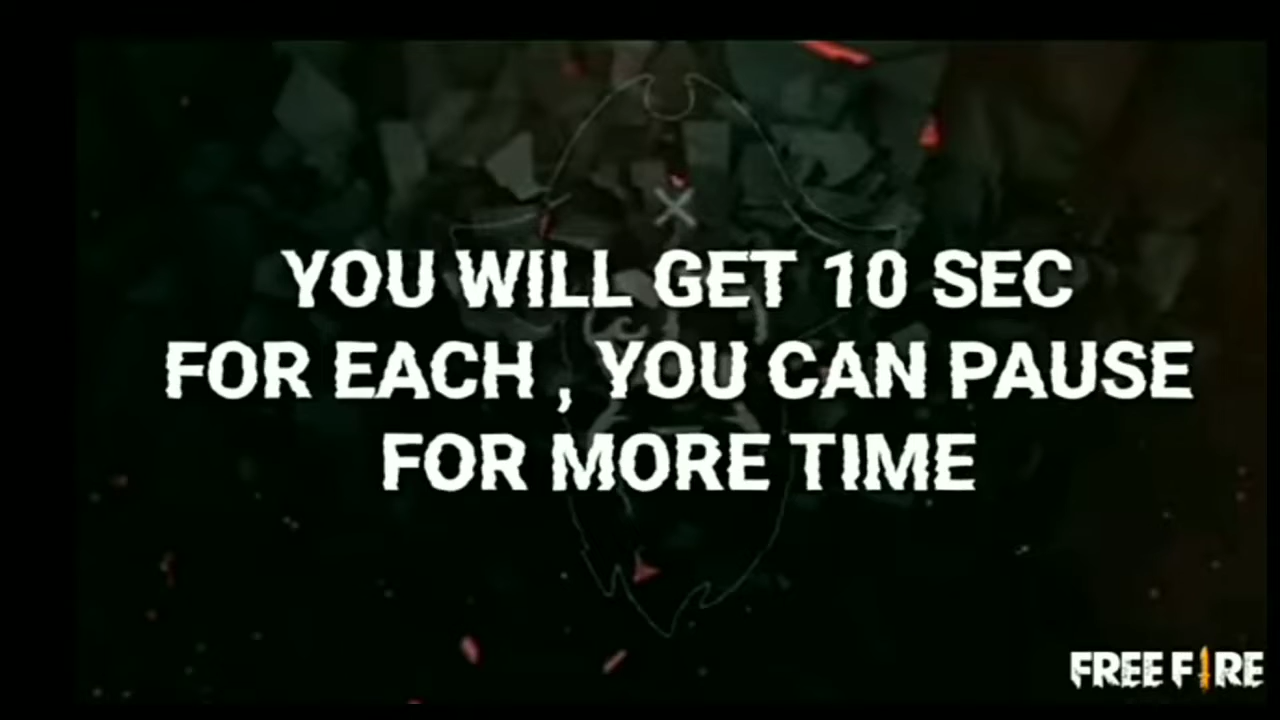 YOU WILL GET 10 SEC
FOR EACH , YOU CAN PAUSE
FOR MORE TIME
FREE FIRE